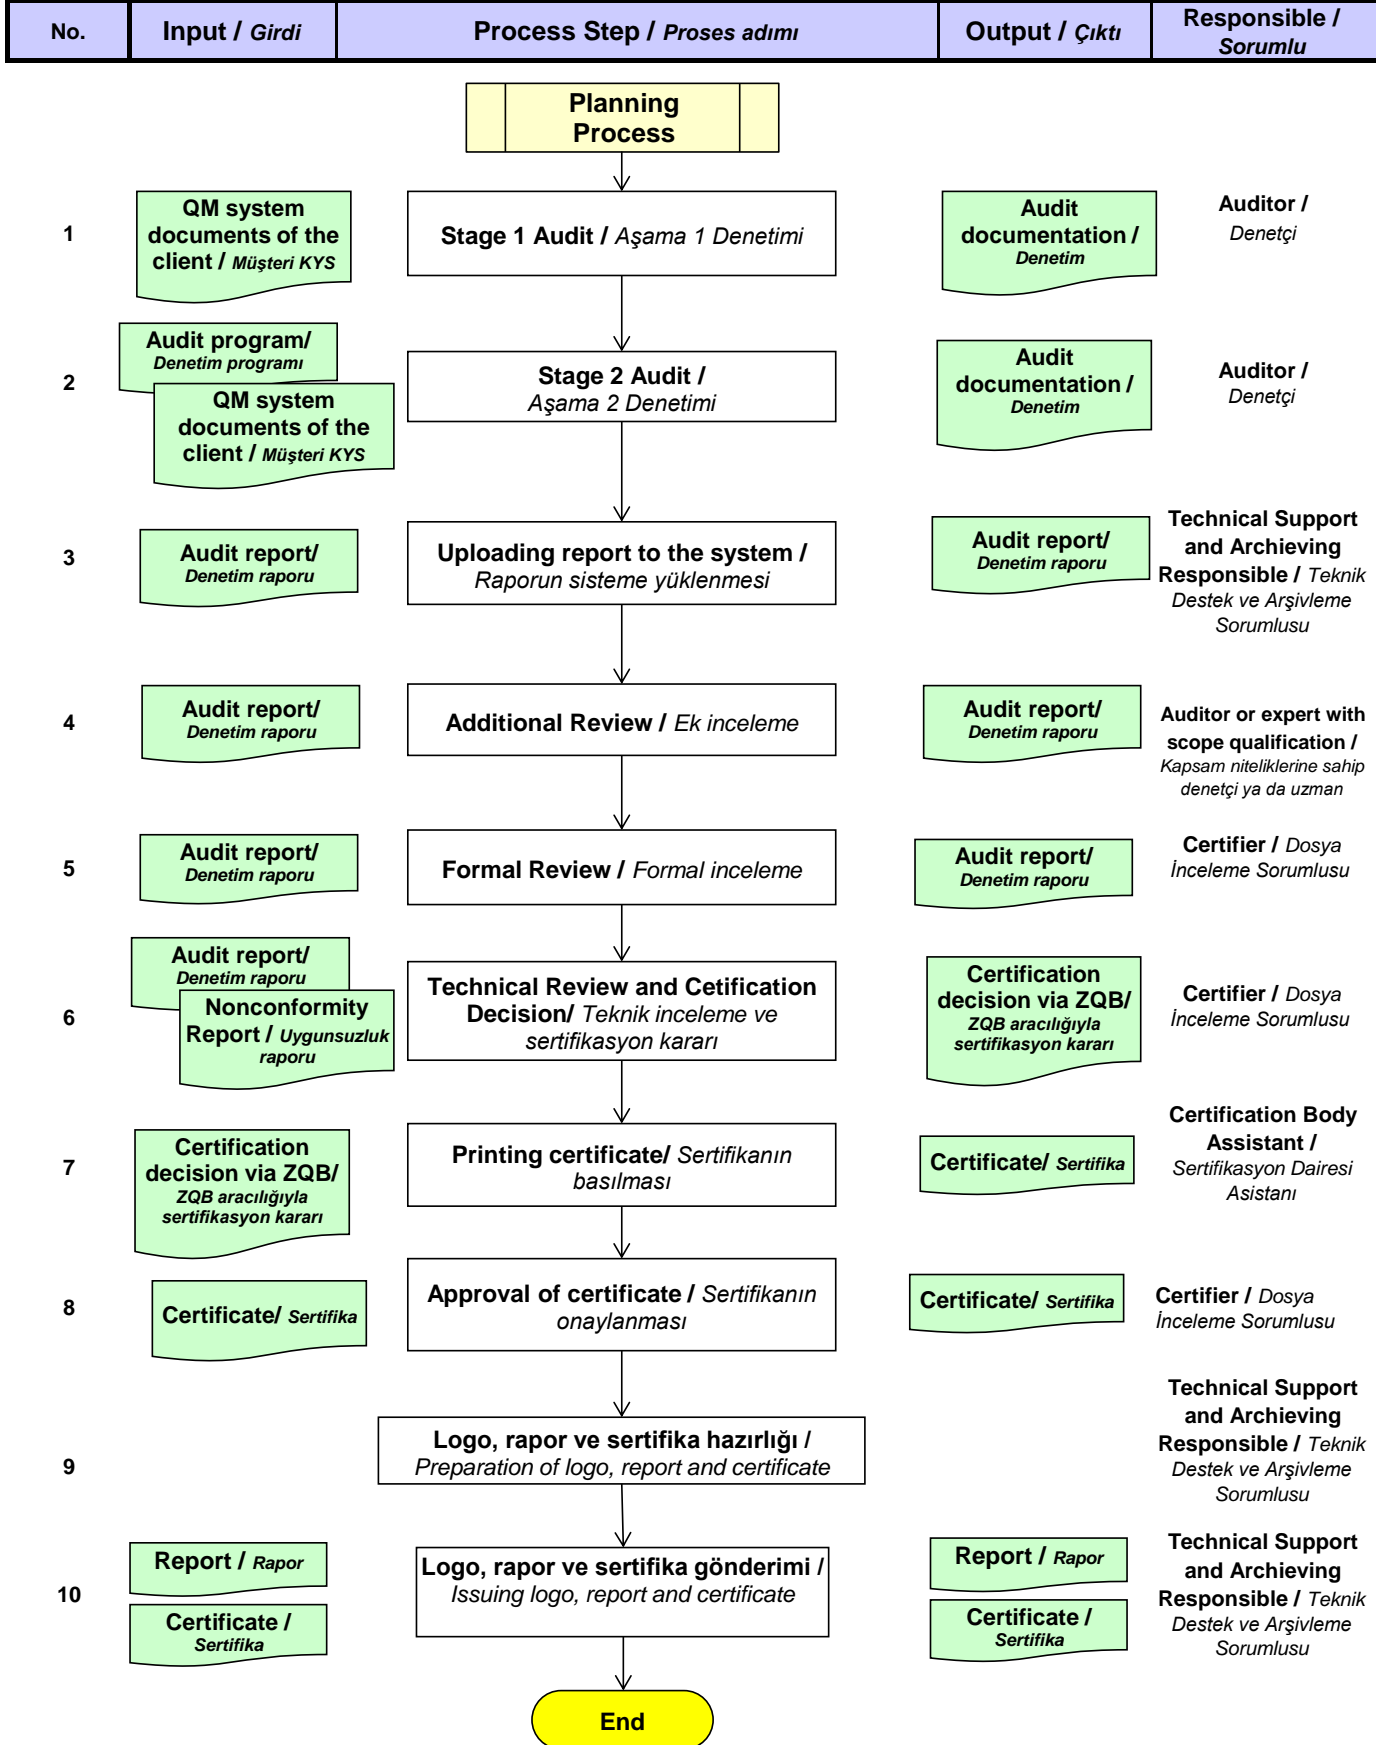 No.
Input / Girdi
Process Step / Proses adımı
Output / Çıktı
Responsible /
Sorumlu
Planning
Process
1
QM system
documents of the
client / Müşteri KYS
Stage 1 Audit / Aşama 1 Denetimi
Audit
documentation /
Denetim
Auditor /
Denetçi
2
Audit program/
Denetim programı
QM system
documents of the
client / Müşteri KYS
Stage 2 Audit /
Aşama 2 Denetimi
Audit
documentation /
Denetim
Auditor /
Denetçi
3
Audit report/
Denetim raporu
Uploading report to the system /
Raporun sisteme yüklenmesi
Audit report/
Denetim raporu
Technical Support
and Archieving
Responsible / Teknik
Destek ve Arşivleme
Sorumlusu
4
Audit report/
Denetim raporu
Additional Review / Ek inceleme
Audit report/
Denetim raporu
Auditor or expert with
scope qualification /
Kapsam niteliklerine sahip
denetçi ya da uzman
5
Audit report/
Denetim raporu
Formal Review / Formal inceleme
Audit report/
Denetim raporu
Certifier / Dosya
İnceleme Sorumlusu
6
Audit report/
Denetim raporu
Nonconformity
Report / Uygunsuzluk
raporu
Technical Review and Cetification
Decision/ Teknik inceleme ve
sertifikasyon kararı
Certification
decision via ZQB/
ZQB aracılığıyla
sertifikasyon kararı
Certifier / Dosya
İnceleme Sorumlusu
7
Certification
decision via ZQB/
ZQB aracılığıyla
sertifikasyon kararı
Printing certificate/ Sertifikanın
basılması
Certificate/ Sertifika
Certification Body
Assistant /
Sertifikasyon Dairesi
Asistanı
8
Certificate/ Sertifika
Approval of certificate / Sertifikanın
onaylanması
Certificate/ Sertifika
Certifier / Dosya
İnceleme Sorumlusu
9
Logo, rapor ve sertifika hazırlığı /
Preparation of logo, report and certificate
Technical Support
and Archieving
Responsible / Teknik
Destek ve Arşivleme
Sorumlusu
10
Report / Rapor
Certificate /
Sertifika
Logo, rapor ve sertifika gönderimi /
Issuing logo, report and certificate
Report / Rapor
Certificate /
Sertifika
Technical Support
and Archieving
Responsible / Teknik
Destek ve Arşivleme
Sorumlusu
End